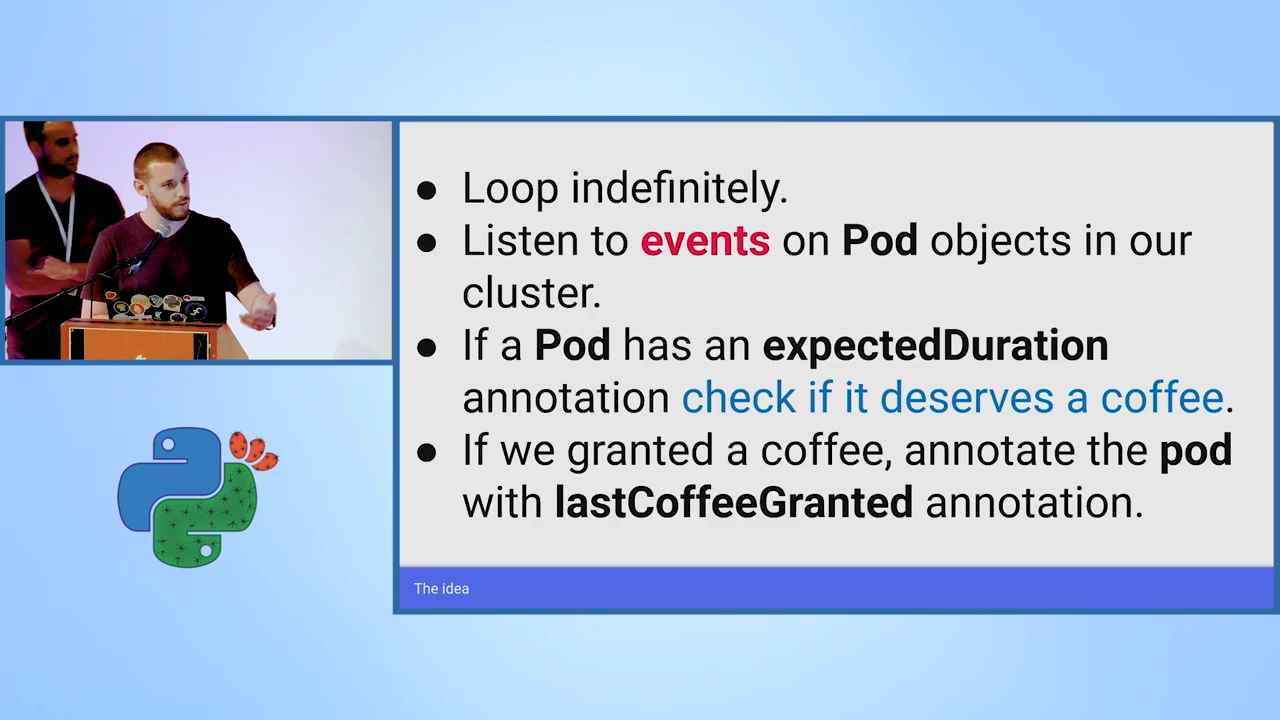 ● Loop indefinitely.
● Listen to events on Pod objects in our
cluster.
● If a Pod has an expectedDuration
annotation check if it deserves a coffee.
● If we granted a coffee, annotate the pod
with lastCoffeeGranted annotation.
The idea